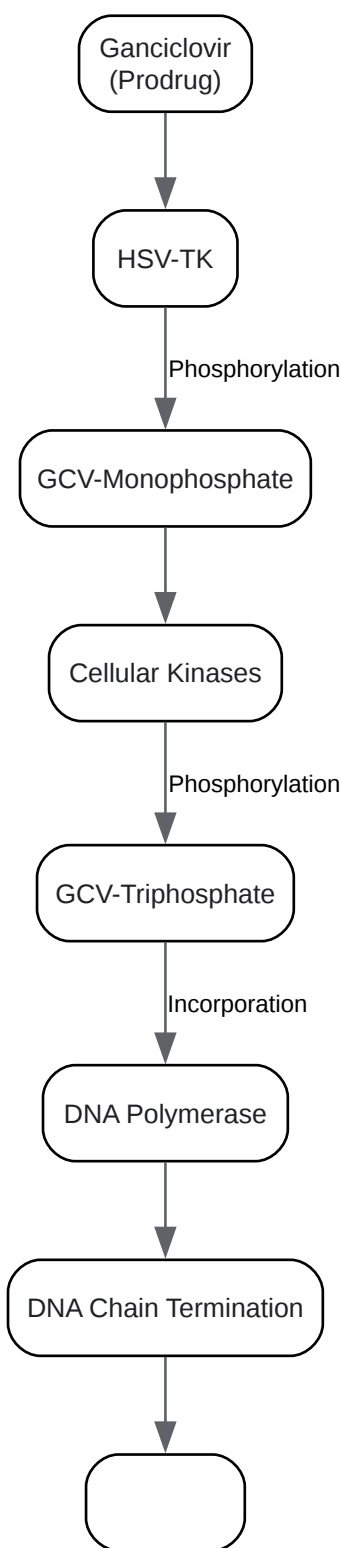 Ganciclovir
(Prodrug)
HSV-TK
Phosphorylation
GCV-Monophosphate
Cellular Kinases
Phosphorylation
GCV-Triphosphate
Incorporation
DNA Polymerase
DNA Chain Termination